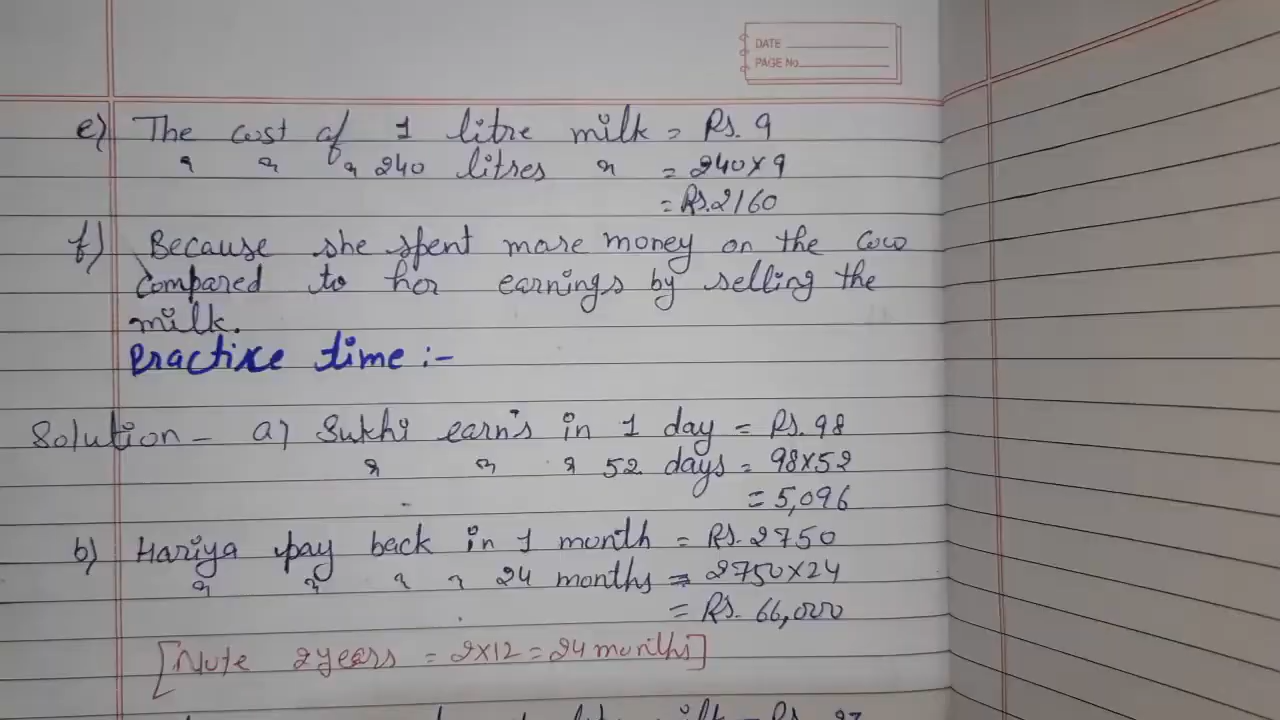 DATE
PAGE No.
e) The cost of 1 litre milk = Rs. 9
" " " 240 litres " = 240×9
= Rs.2160
f) Because she spent more money on the cow
compared to her earnings by selling the
milk.
Practice time :-
Solution - a) Sukhi earns in 1 day = Rs. 98
" " " 52 days = 98×52
= 5,096
b) Hariya pay back in 1 month = Rs. 2750
" " " " 24 months = 2750×24
= Rs. 66,000
[Note 2years = 2×12 = 24 months]